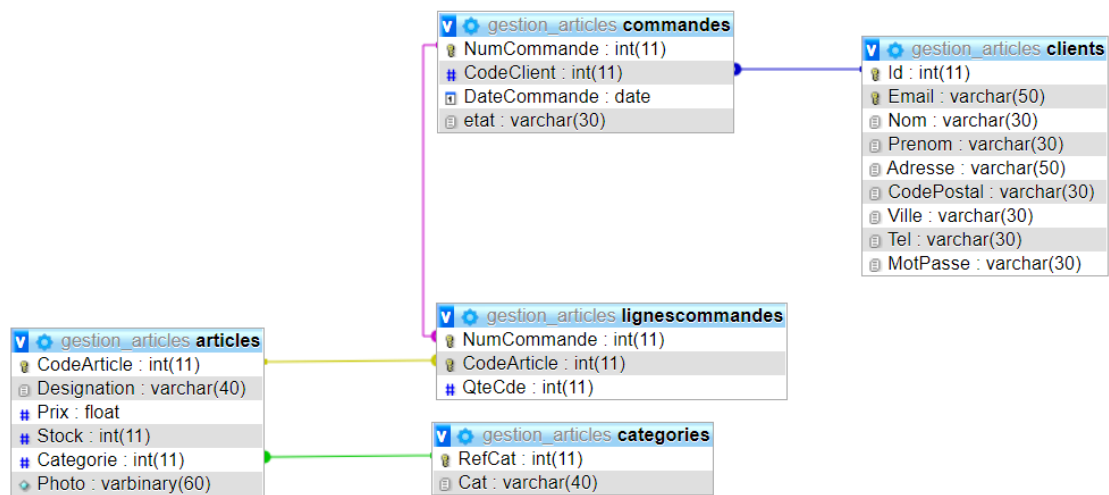 gestion_articles commandes
NumCommande : int(11)
CodeClient : int(11)
DateCommande : date
etat : varchar(30)
gestion_articles clients
Id : int(11)
Email : varchar(50)
Nom : varchar(30)
Prenom : varchar(30)
Adresse : varchar(50)
CodePostal : varchar(30)
Ville : varchar(30)
Tel : varchar(30)
MotPasse : varchar(30)
gestion_articles lignescommandes
NumCommande : int(11)
CodeArticle : int(11)
QteCde : int(11)
gestion_articles articles
CodeArticle : int(11)
Designation : varchar(40)
Prix : float
Stock : int(11)
Categorie : int(11)
Photo : varbinary(60)
gestion_articles categories
RefCat : int(11)
Cat : varchar(40)